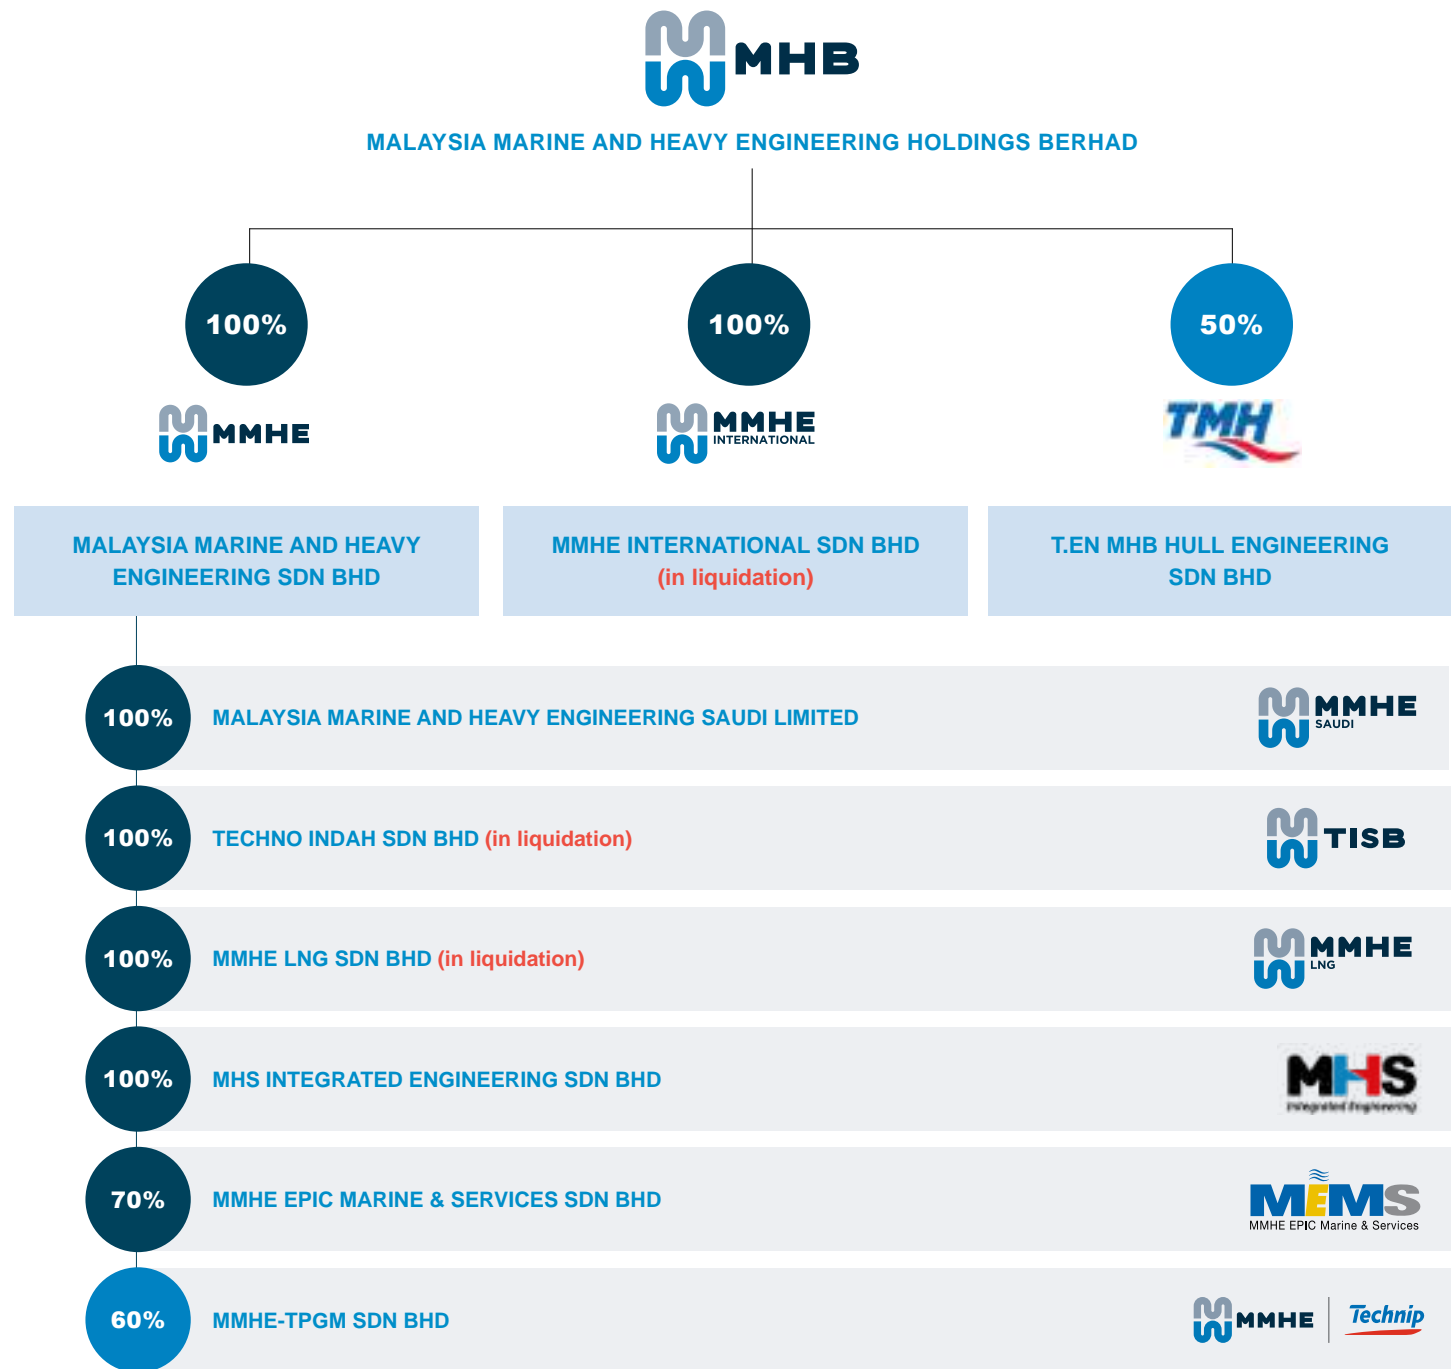 MHB
MALAYSIA MARINE AND HEAVY ENGINEERING HOLDINGS BERHAD
100%
100%
50%
MMHE
MMHE
INTERNATIONAL
TMH
MALAYSIA MARINE AND HEAVY
ENGINEERING SDN BHD
MMHE INTERNATIONAL SDN BHD
(in liquidation)
T.EN MHB HULL ENGINEERING
SDN BHD
100%
MALAYSIA MARINE AND HEAVY ENGINEERING SAUDI LIMITED
MMHE
SAUDI
100%
TECHNO INDAH SDN BHD (in liquidation)
TISB
100%
MMHE LNG SDN BHD (in liquidation)
MMHE
LNG
100%
MHS INTEGRATED ENGINEERING SDN BHD
MHS
Integrated Engineering
70%
MMHE EPIC MARINE & SERVICES SDN BHD
MEMS
MMHE EPIC Marine & Services
60%
MMHE-TPGM SDN BHD
MMHE
Technip